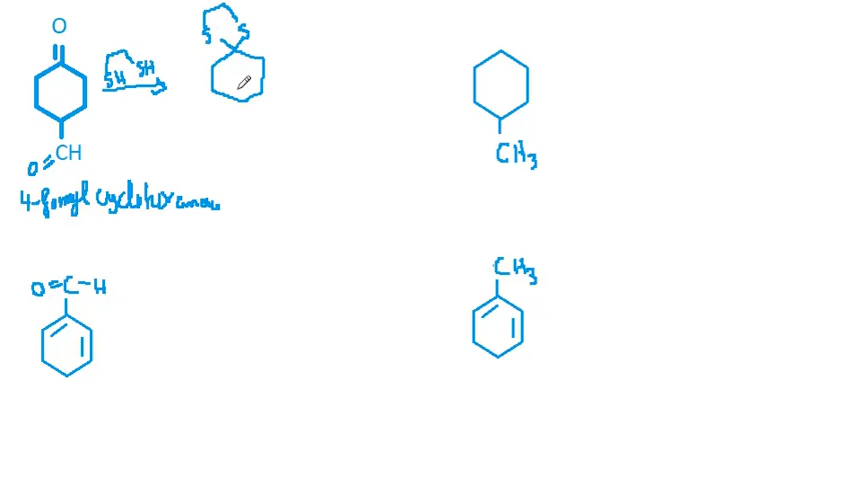 O
SH SH
S S
O CH
4-formyl cyclohexanone
CH3
O=C-H
CH3